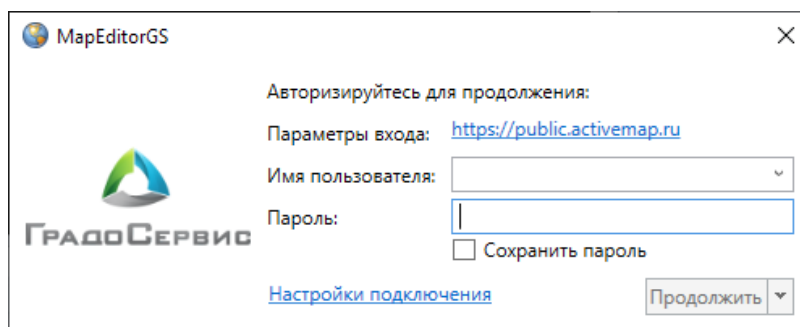 MapEditorGS
Авторизируйтесь для продолжения:
Параметры входа: https://public.activemap.ru
Имя пользователя:
Пароль:
ГрадоСервис
Сохранить пароль
Настройки подключения
Продолжить